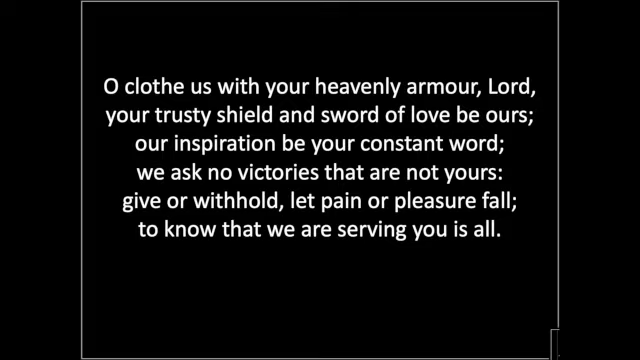 O clothe us with your heavenly armour, Lord,
your trusty shield and sword of love be ours;
our inspiration be your constant word;
we ask no victories that are not yours:
give or withhold, let pain or pleasure fall;
to know that we are serving you is all.